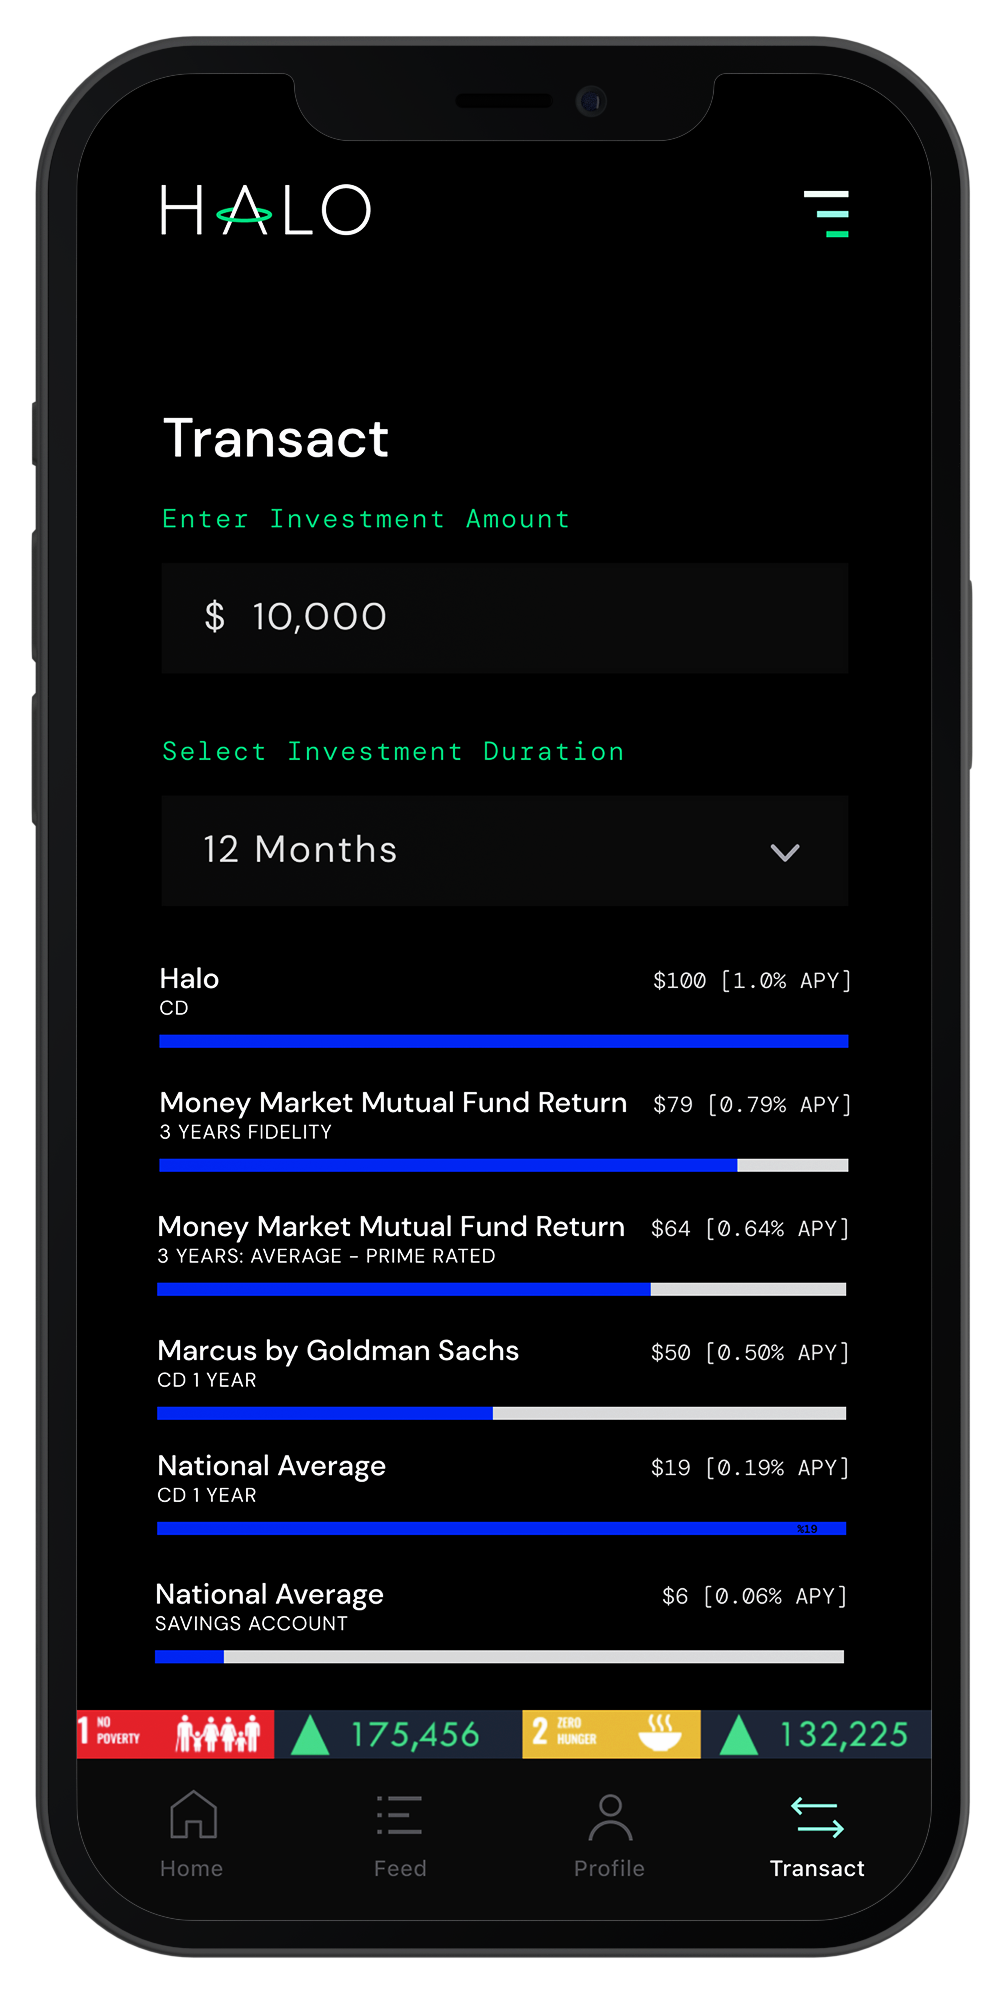 HALO
Transact
Enter Investment Amount
$ 10,000
Select Investment Duration
12 Months
Halo $100 [1.0% APY]
CD
Money Market Mutual Fund Return $79 [0.79% APY]
3 YEARS FIDELITY
Money Market Mutual Fund Return $64 [0.64% APY]
3 YEARS: AVERAGE - PRIME RATED
Marcus by Goldman Sachs $50 [0.50% APY]
CD 1 YEAR
National Average $19 [0.19% APY]
CD 1 YEAR
%19
National Average $6 [0.06% APY]
SAVINGS ACCOUNT
1 NO POVERTY 175,456 2 ZERO HUNGER 132,225
Home Feed Profile Transact